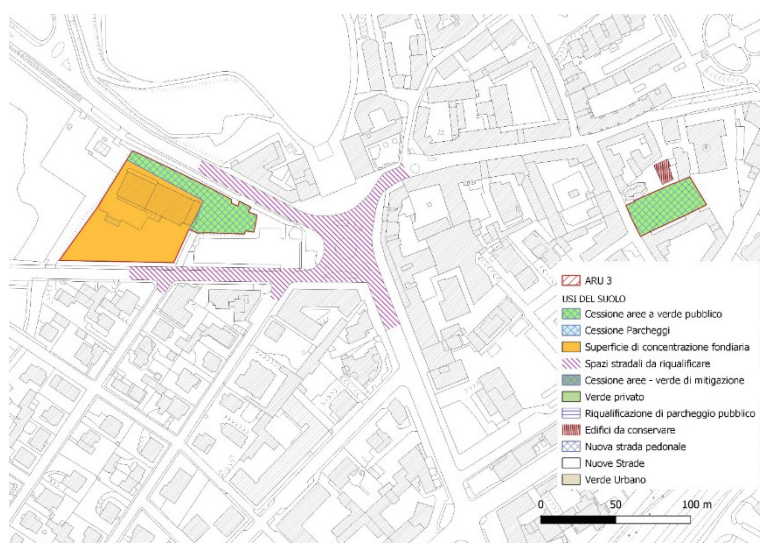 ARU 3
USI DEL SUOLO
Cessione aree a verde pubblico
Cessione Parcheggi
Superficie di concentrazione fondiaria
Spazi stradali da riqualificare
Cessione aree - verde di mitigazione
Verde privato
Riqualificazione di parcheggio pubblico
Edifici da conservare
Nuova strada pedonale
Nuove Strade
Verde Urbano
0 50 100 m